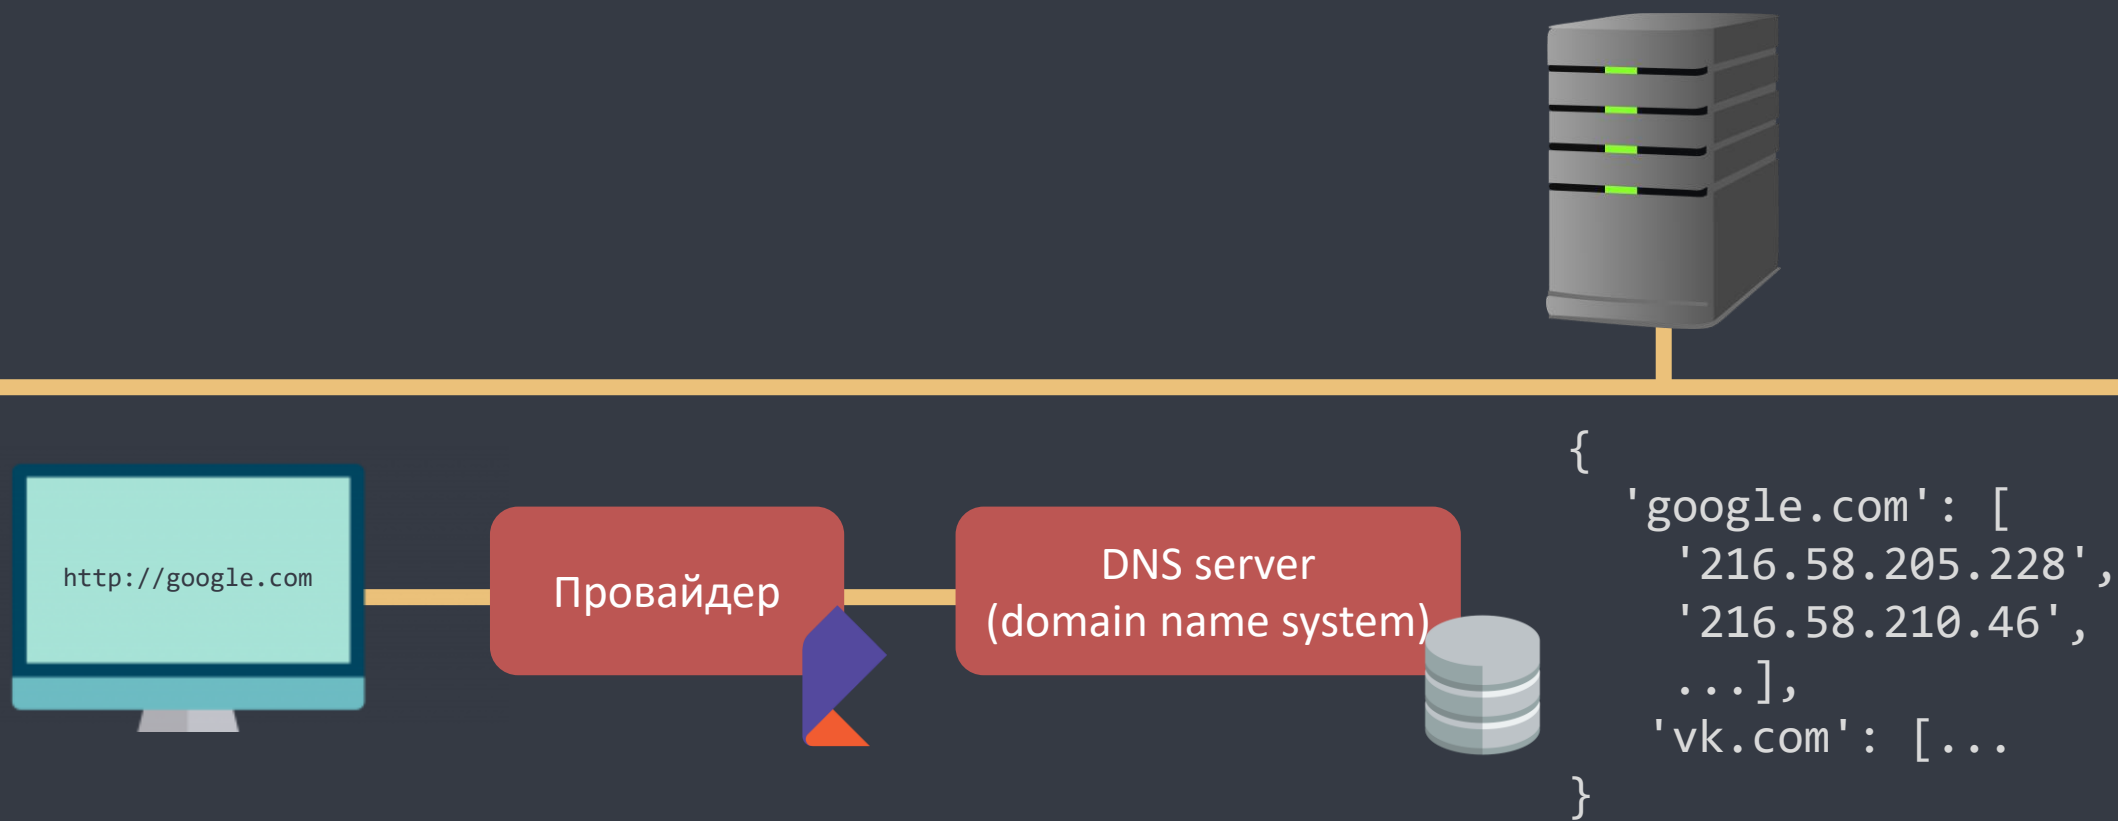 http://google.com
Провайдер
DNS server
(domain name system)
{
'google.com': [
'216.58.205.228',
'216.58.210.46',
...],
'vk.com': [...
}